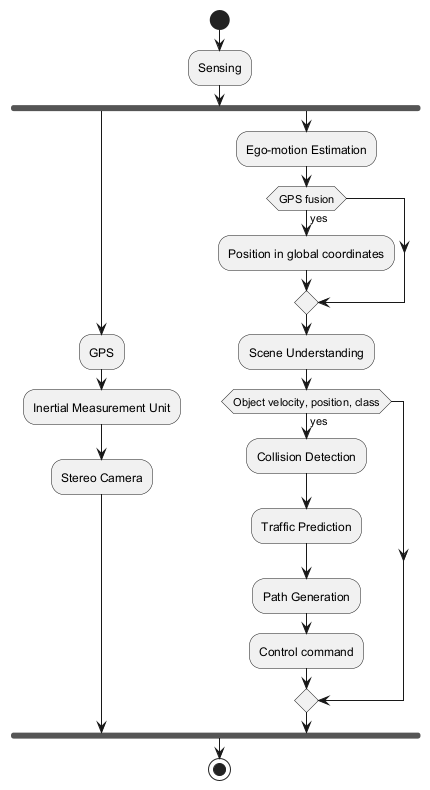 Sensing
GPS
Inertial Measurement Unit
Stereo Camera
Ego-motion Estimation
GPS fusion
yes
Position in global coordinates
Scene Understanding
Object velocity, position, class
yes
Collision Detection
Traffic Prediction
Path Generation
Control command